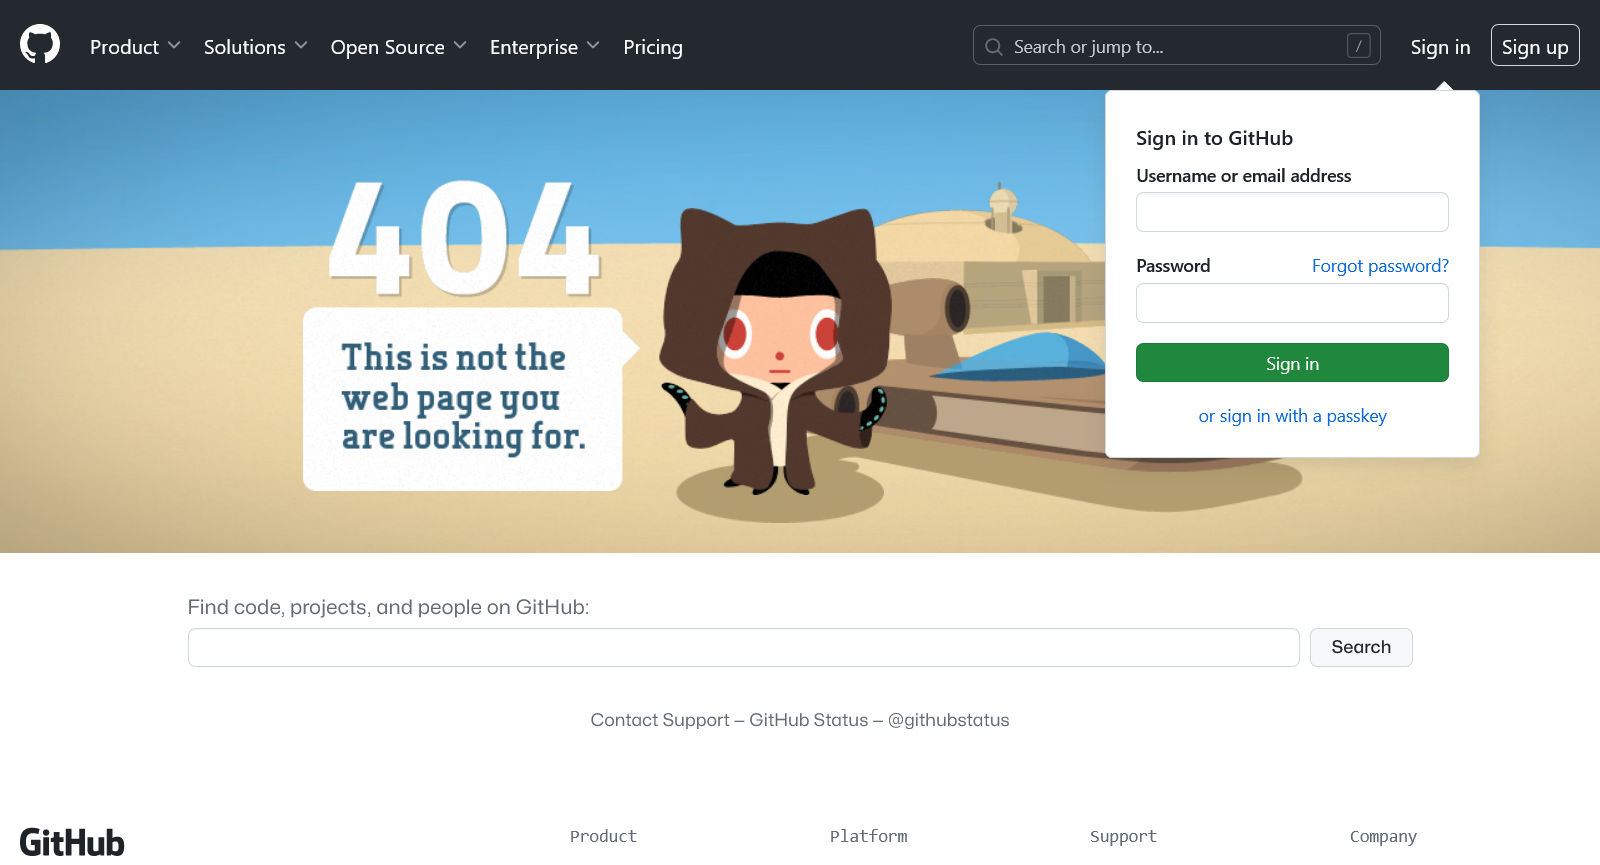 Product Solutions Open Source Enterprise Pricing Search or jump to... / Sign in Sign up
Sign in to GitHub
Username or email address
Password Forgot password?
Sign in
or sign in with a passkey
404
This is not the
web page you
are looking for.
Find code, projects, and people on GitHub:
Search
Contact Support — GitHub Status — @githubstatus
GitHub Product Platform Support Company